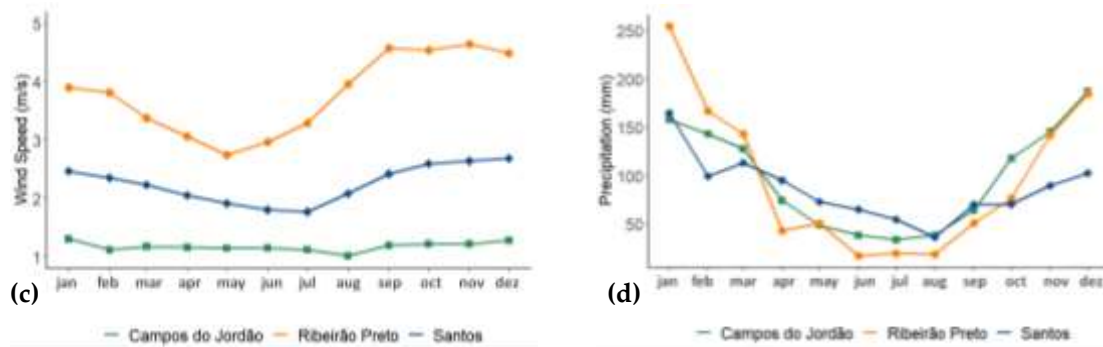 5
4
3
2
1
Wind Speed (m/s)
jan feb mar apr may jun jul aug sep oct nov dez
(c)
Campos do Jordão Ribeirão Preto Santos
250
200
150
100
50
Precipitation (mm)
jan feb mar apr may jun jul aug sep oct nov dez
(d)
Campos do Jordão Ribeirão Preto Santos